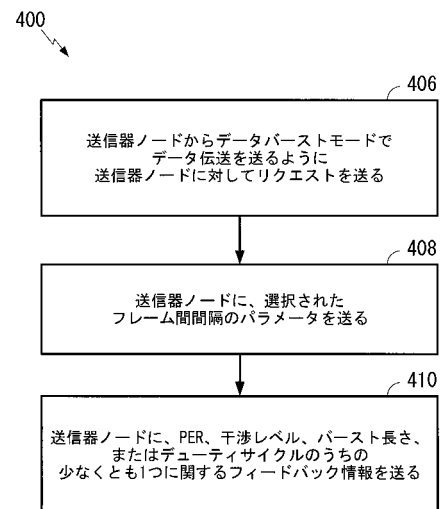 400
406
送信器ノードからデータバーストモードで
データ伝送を送るように
送信器ノードに対してリクエストを送る
408
送信器ノードに、選択された
フレーム間間隔のパラメータを送る
410
送信器ノードに、PER、干渉レベル、バースト長さ、
またはデューティサイクルのうちの
少なくとも1つに関するフィードバック情報を送る